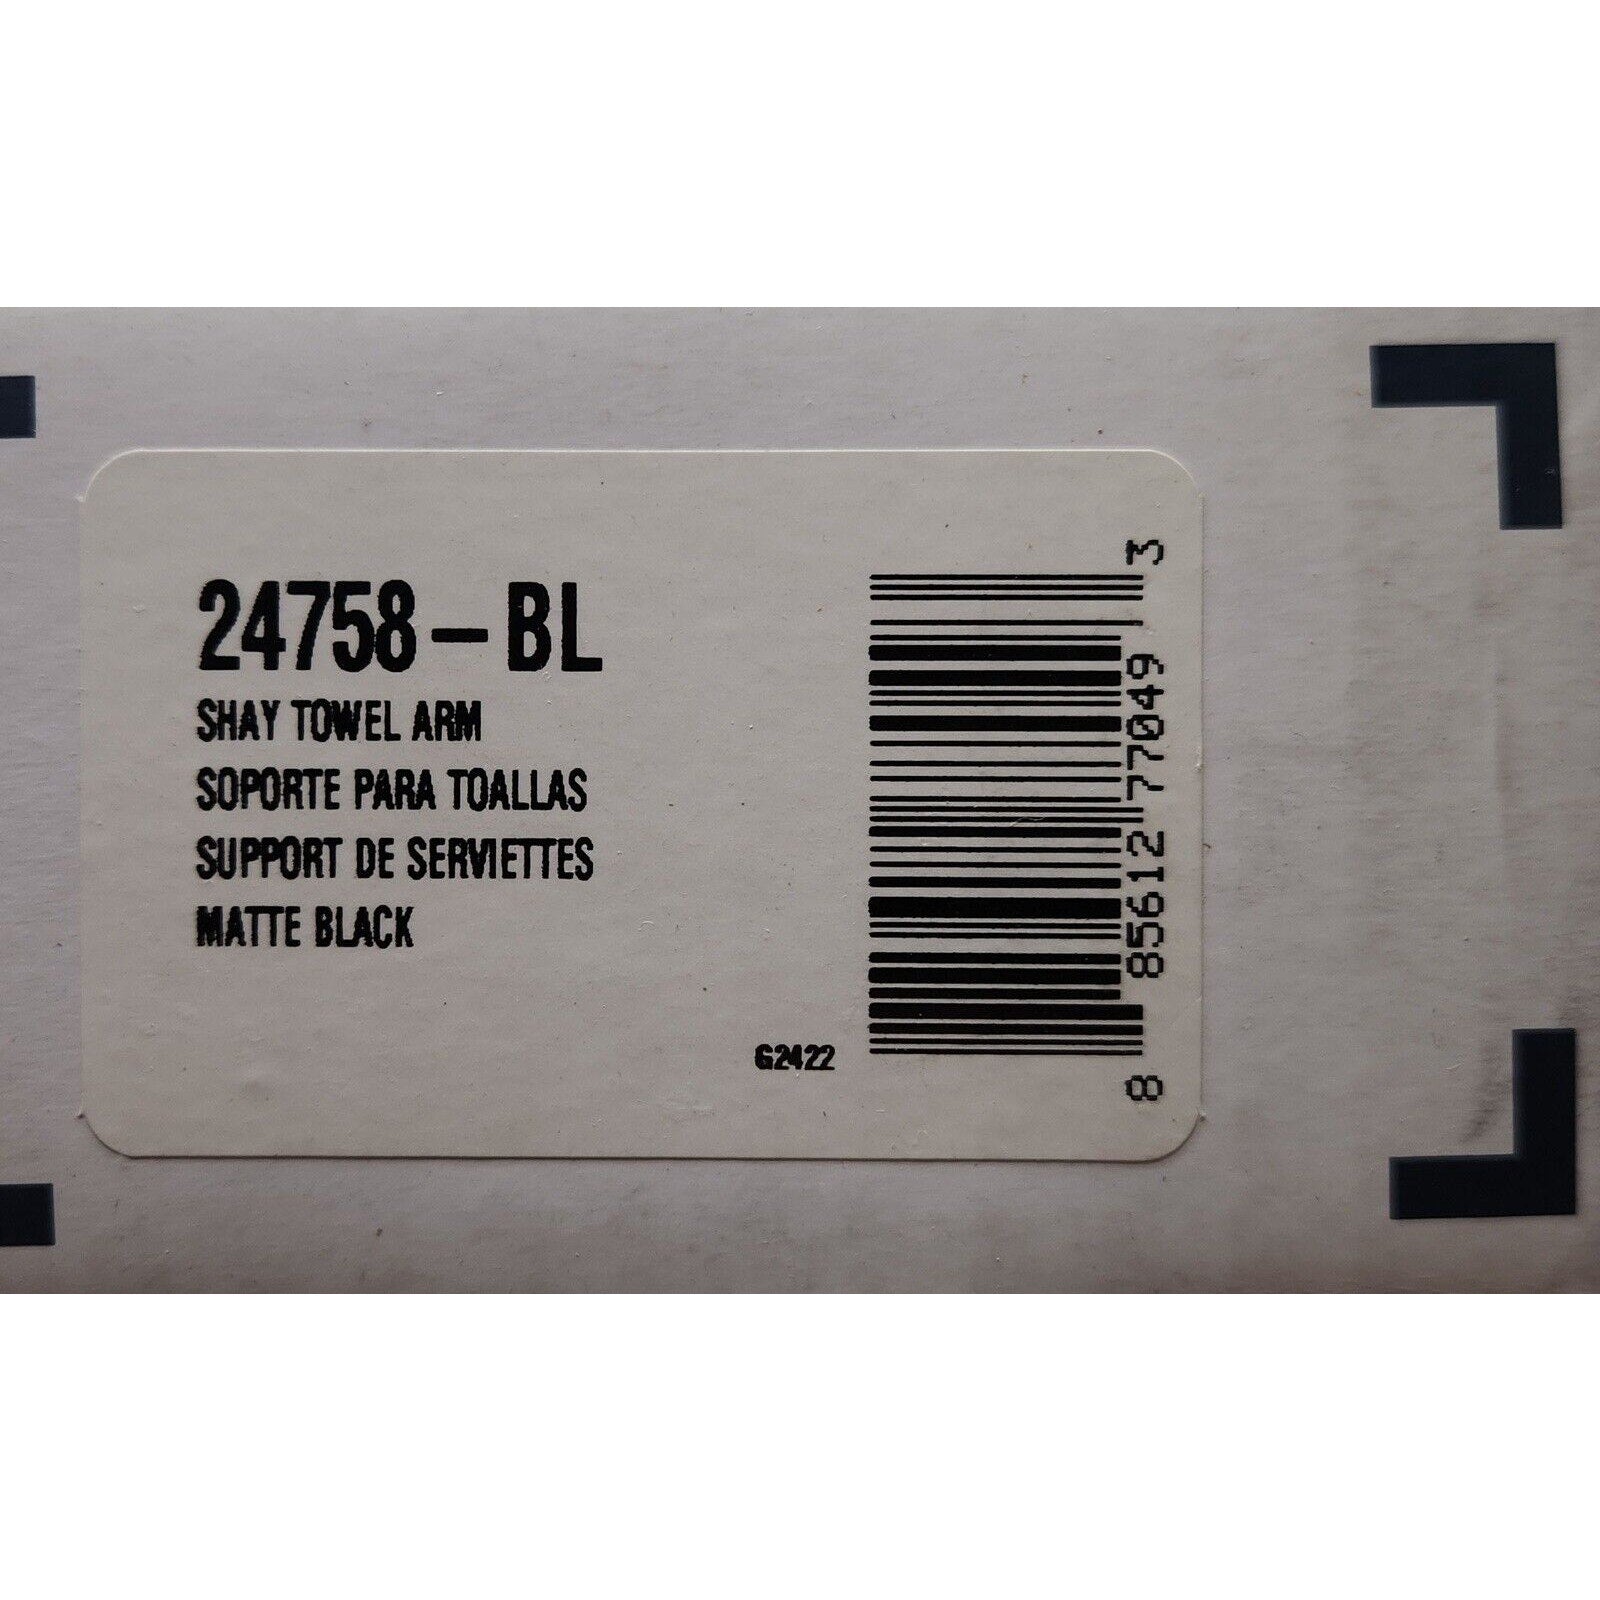 24758-BL
SHAY TOWEL ARM
SOPORTE PARA TOALLAS
SUPPORT DE SERVIETTES
MATTE BLACK
G2422
8 85612 77049 3